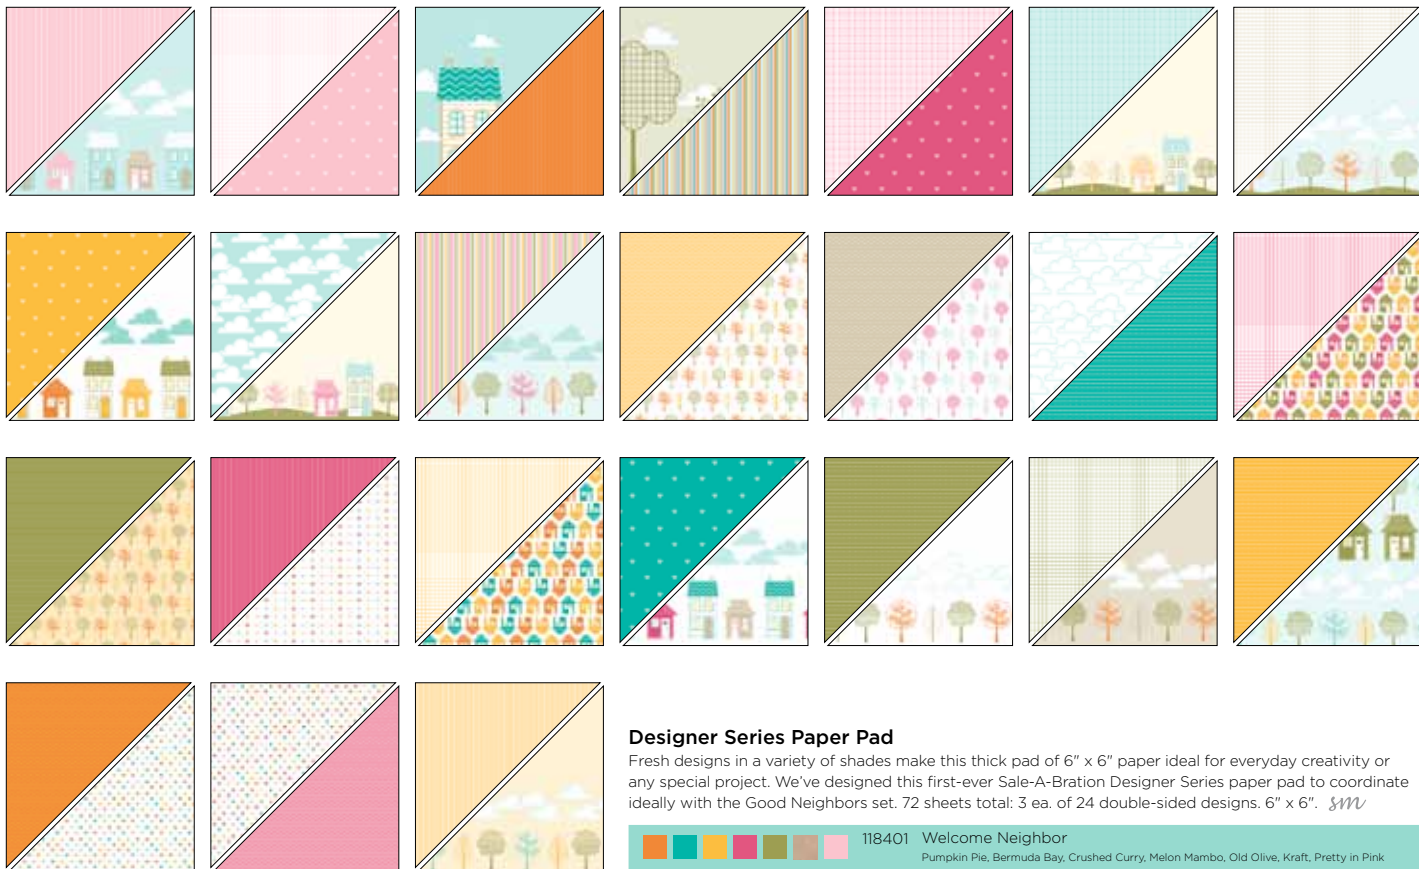 Designer Series Paper Pad
Fresh designs in a variety of shades make this thick pad of 6" x 6" paper ideal for everyday creativity or
any special project. We've designed this first-ever Sale-A-Bration Designer Series paper pad to coordinate
ideally with the Good Neighbors set. 72 sheets total: 3 ea. of 24 double-sided designs. 6" x 6". sm
118401 Welcome Neighbor
Pumpkin Pie, Bermuda Bay, Crushed Curry, Melon Mambo, Old Olive, Kraft, Pretty in Pink